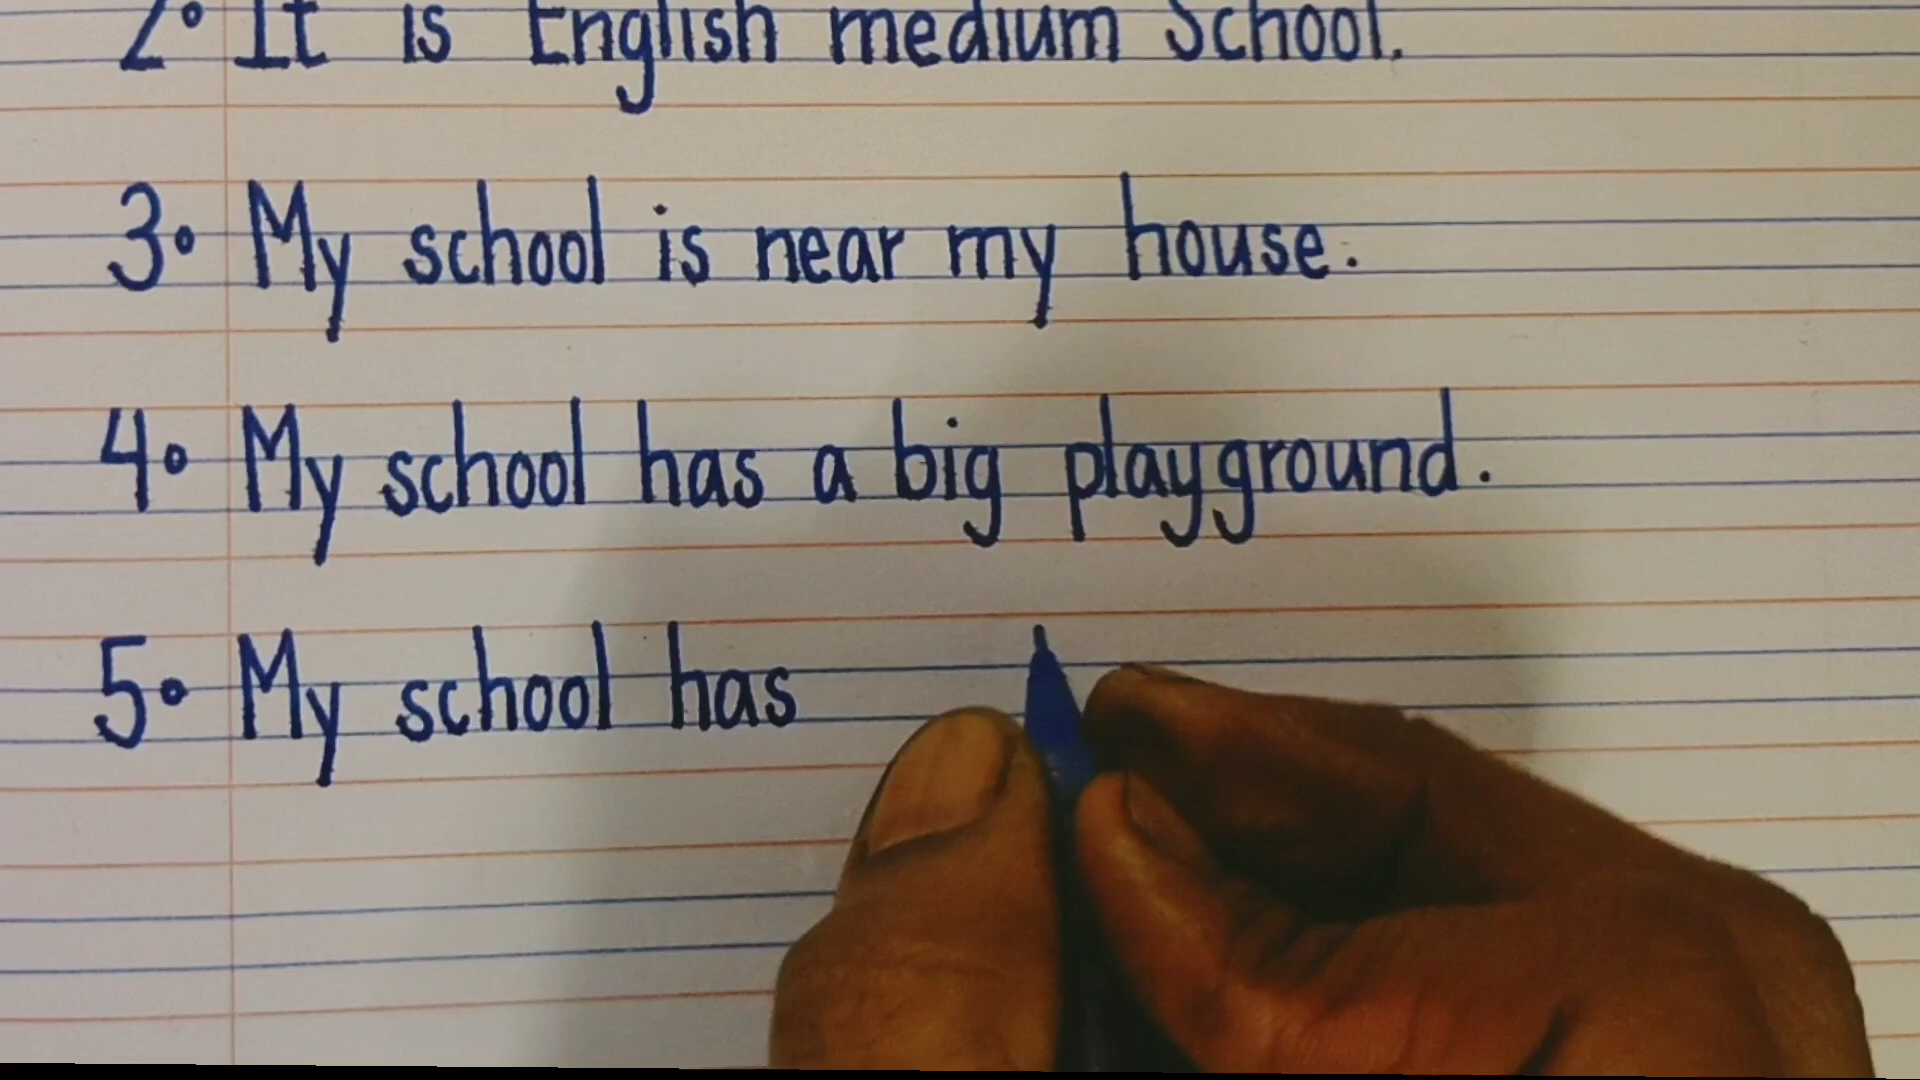 2. It is English medium School.
3. My school is near my house.
4. My school has a big playground.
5. My school has